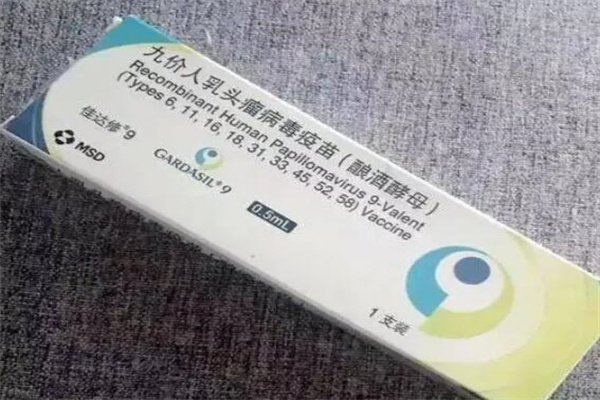 九价人乳头瘤病毒疫苗（酿酒酵母）
Recombinant Human Papillomavirus 9-Valent
(Types 6, 11, 16, 18, 31, 33, 45, 52, 58) Vaccine
佳达修®9
MSD
GARDASIL®9
0.5mL
1支装